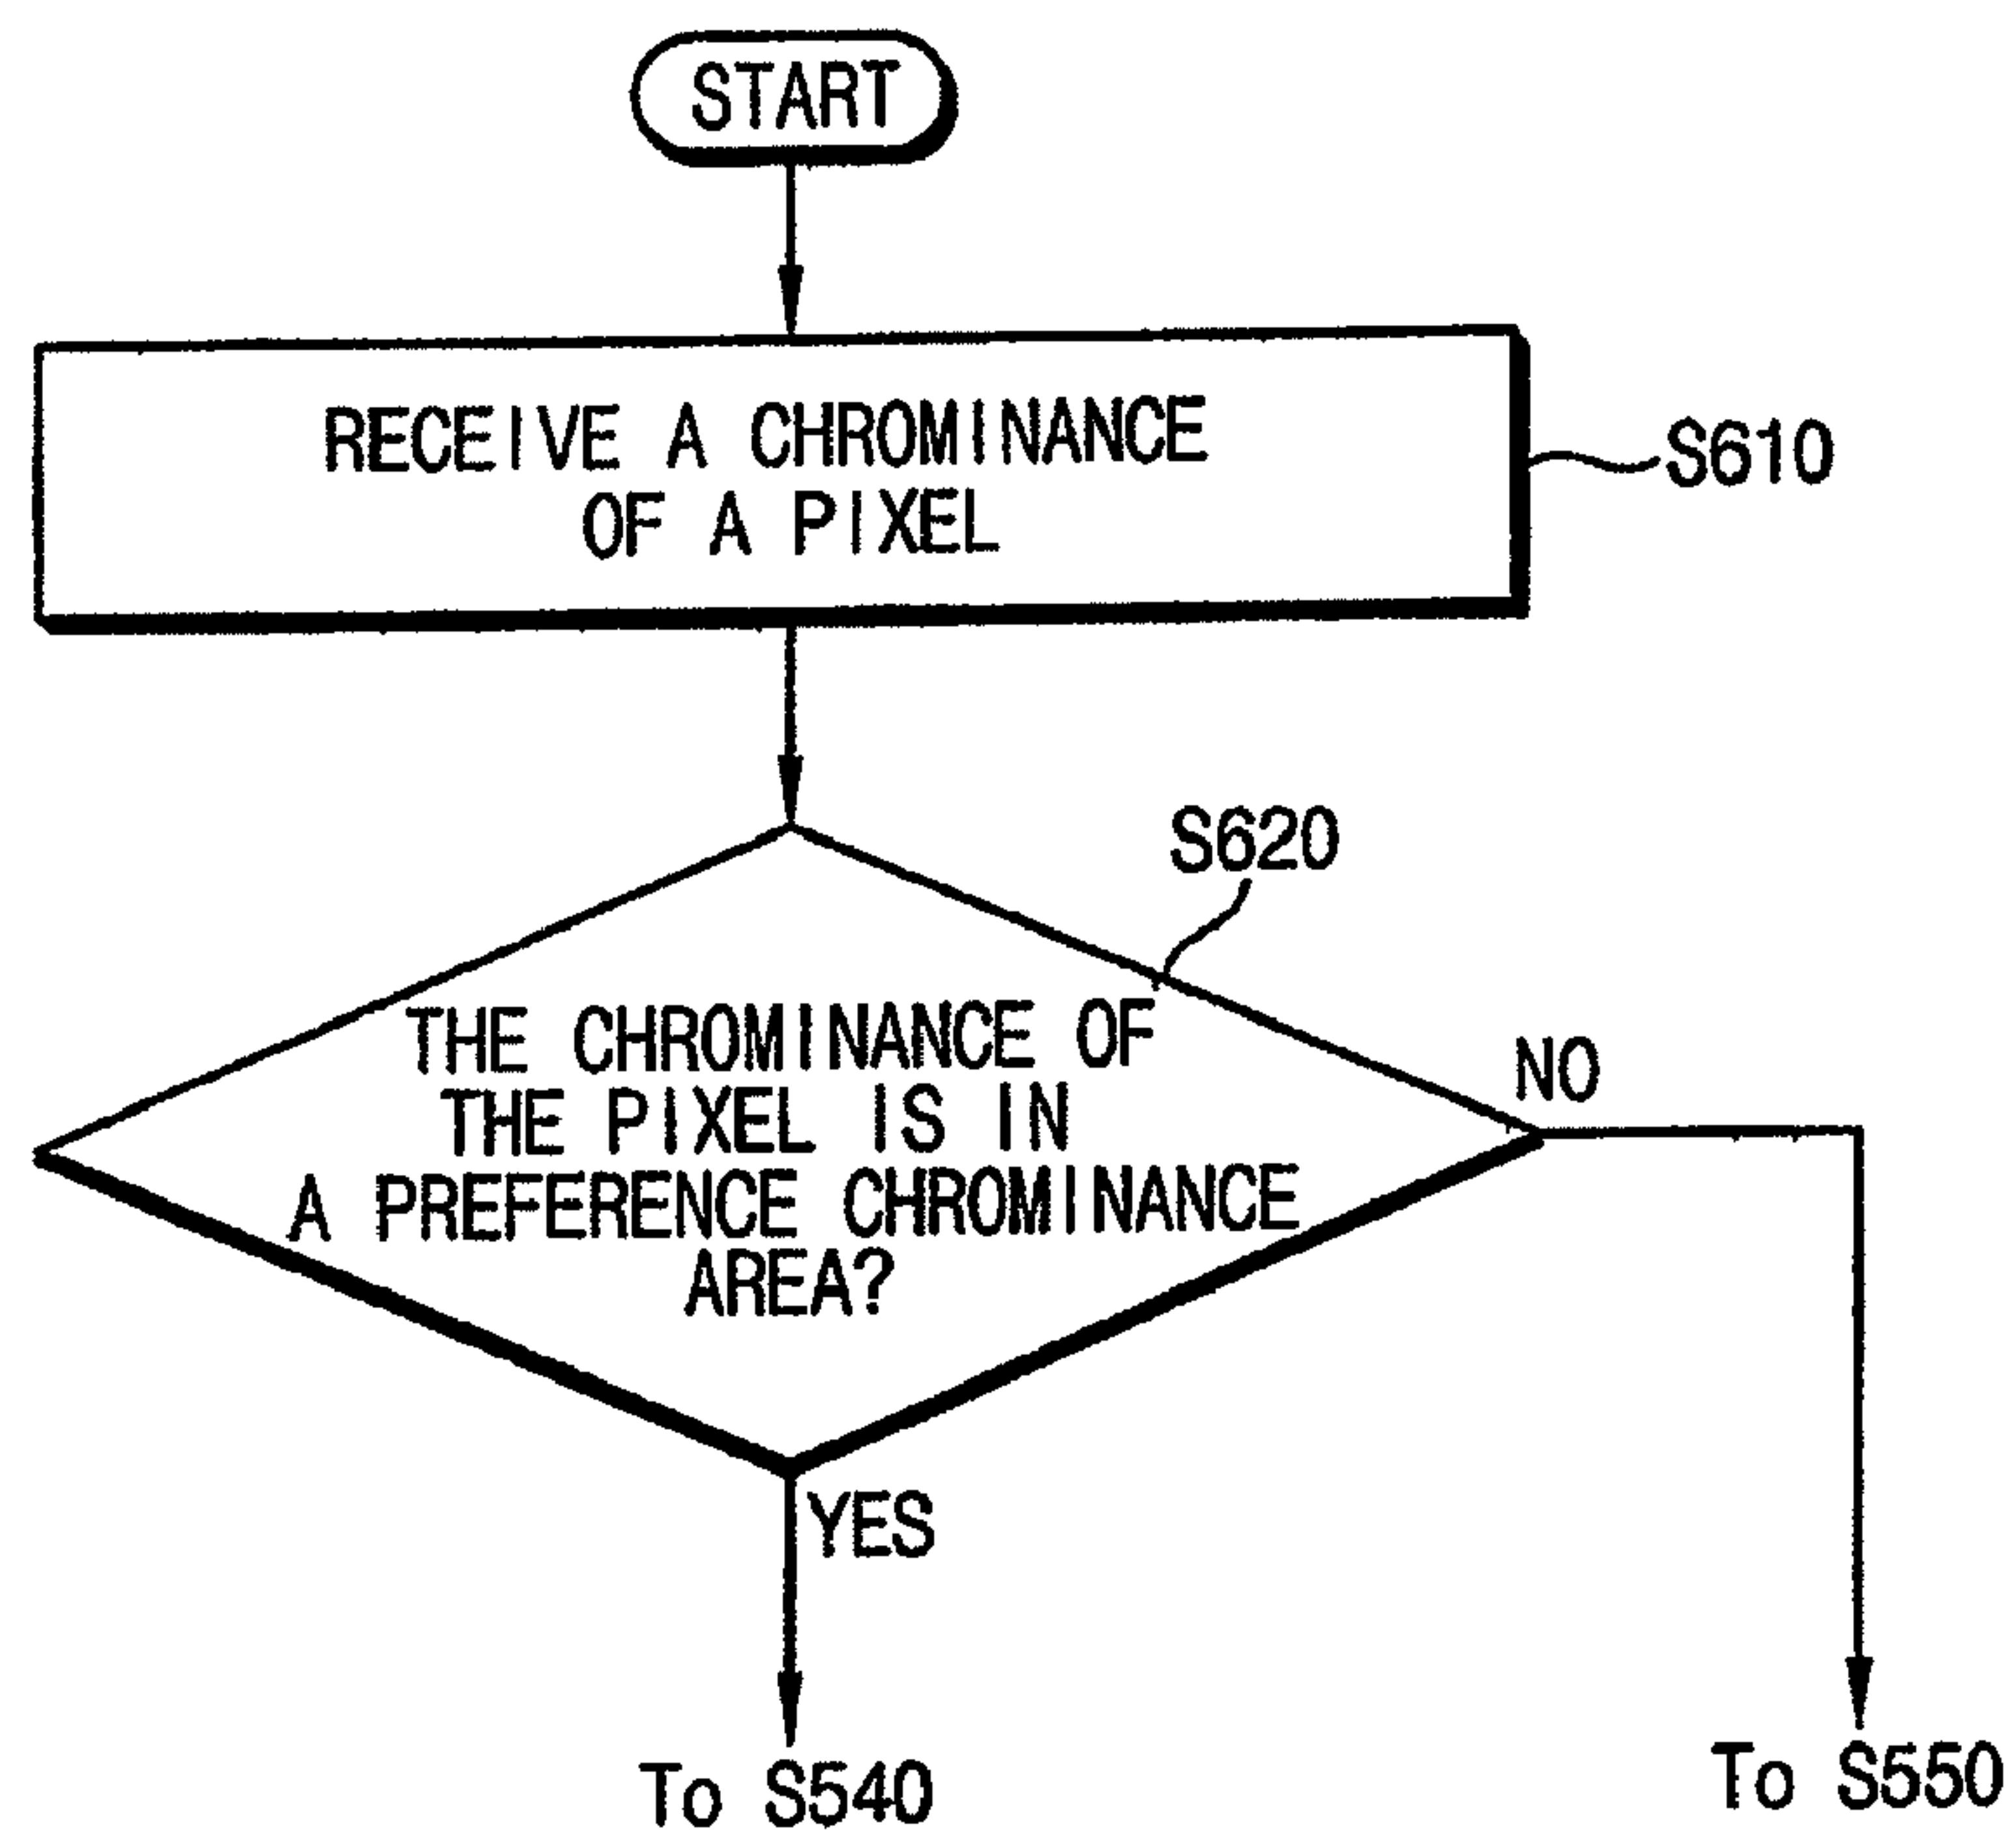 START
RECEIVE A CHROMINANCE
OF A PIXEL
S610
S620
THE CHROMINANCE OF
THE PIXEL IS IN
A PREFERENCE CHROMINANCE
AREA?
NO
YES
To S540
To S550